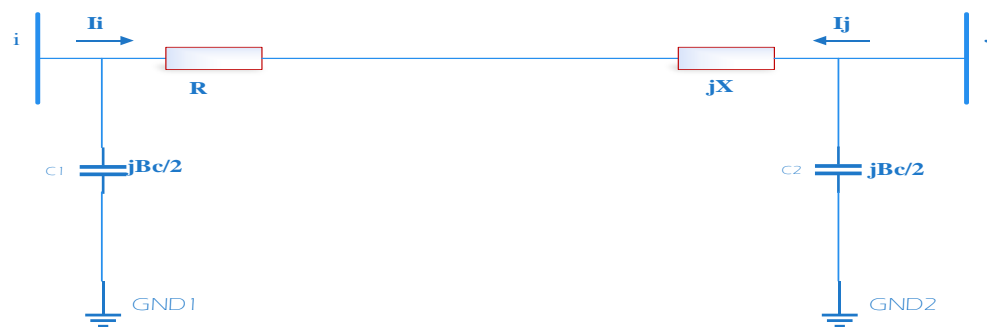 Ii
Ij
i
R
jX
C1
jBc/2
C2
jBc/2
GND1
GND2